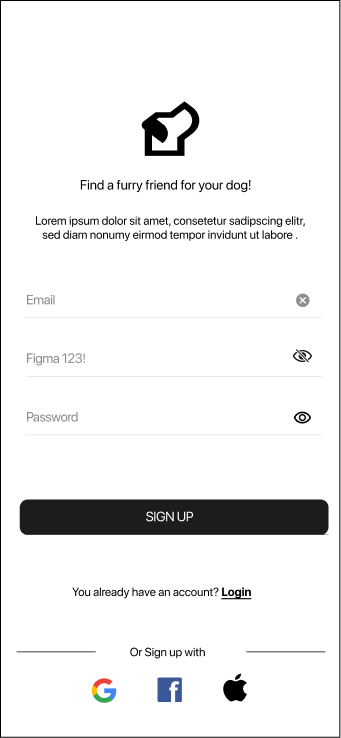 Find a furry friend for your dog!
Lorem ipsum dolor sit amet, consetetur sadipscing elitr,
sed diam nonumy eirmod tempor invidunt ut labore .
Email
Figma 123!
Password
SIGN UP
You already have an account? Login
Or Sign up with